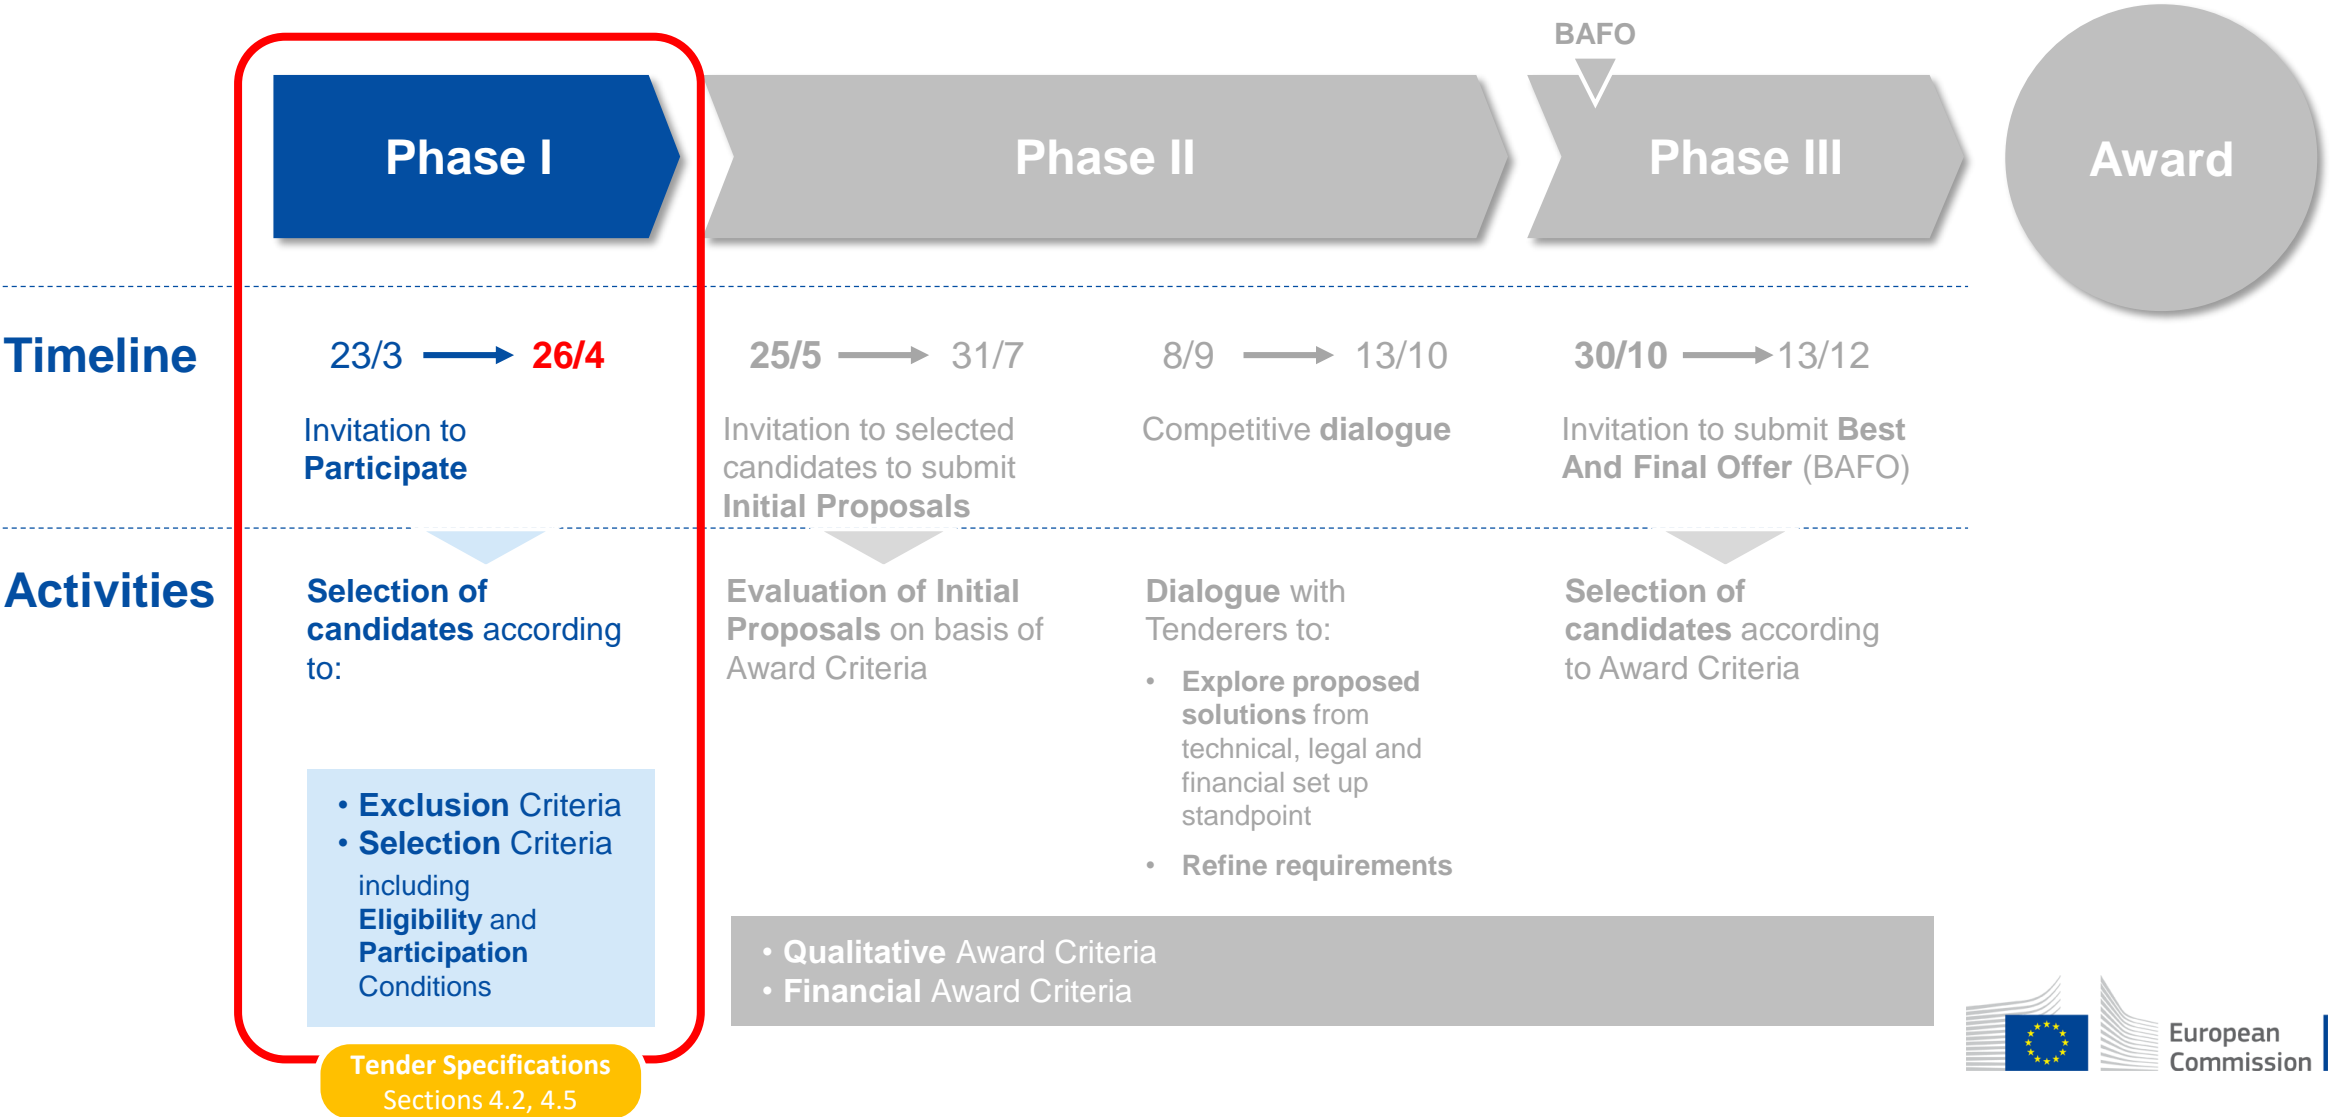 BAFO
Phase I
Phase II
Phase III
Award
Timeline
23/3
26/4
25/5
31/7
8/9
13/10
30/10
13/12
Invitation to
Participate
Invitation to selected
candidates to submit
Initial Proposals
Competitive dialogue
Invitation to submit Best
And Final Offer (BAFO)
Activities
Selection of
candidates according
to:
• Exclusion Criteria
• Selection Criteria
including
Eligibility and
Participation
Conditions
Tender Specifications
Sections 4.2, 4.5
Evaluation of Initial
Proposals on basis of
Award Criteria
Dialogue with
Tenderers to:
• Explore proposed
solutions from
technical, legal and
financial set up
standpoint
• Refine requirements
Selection of
candidates according
to Award Criteria
• Qualitative Award Criteria
• Financial Award Criteria
European
Commission